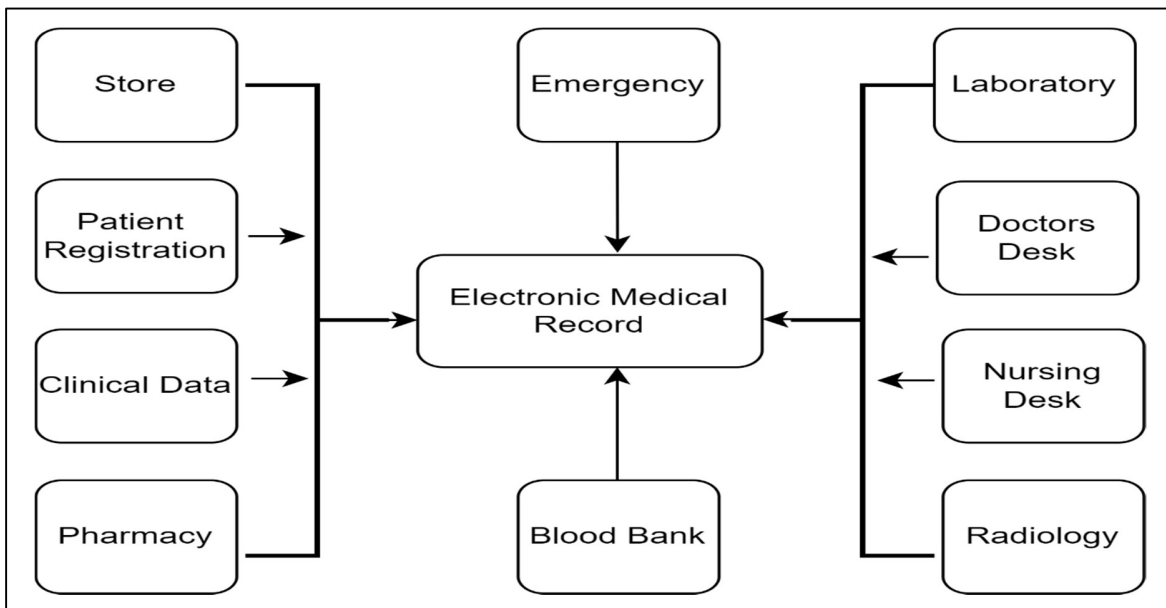 Store
Emergency
Laboratory
Patient
Registration
Doctors
Desk
Electronic Medical
Record
Clinical Data
Nursing
Desk
Pharmacy
Blood Bank
Radiology